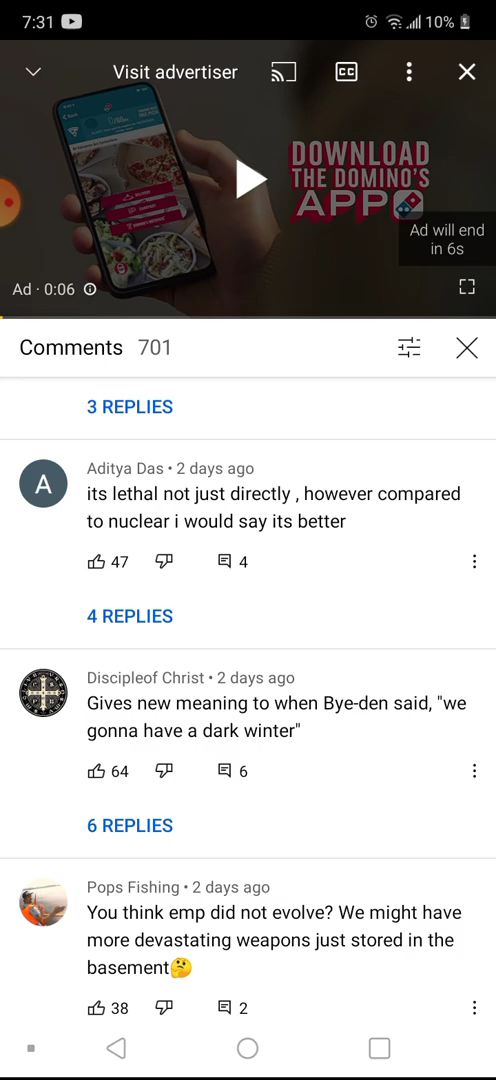 7:31
10%
Visit advertiser
CC
DOWNLOAD
THE DOMINO'S
APP
Ad will end
in 6s
Ad · 0:06
Comments 701
3 REPLIES
A
Aditya Das • 2 days ago
its lethal not just directly , however compared
to nuclear i would say its better
47 4
4 REPLIES
Discipleof Christ • 2 days ago
Gives new meaning to when Bye-den said, "we
gonna have a dark winter"
64 6
6 REPLIES
Pops Fishing • 2 days ago
You think emp did not evolve? We might have
more devastating weapons just stored in the
basement🤔
38 2